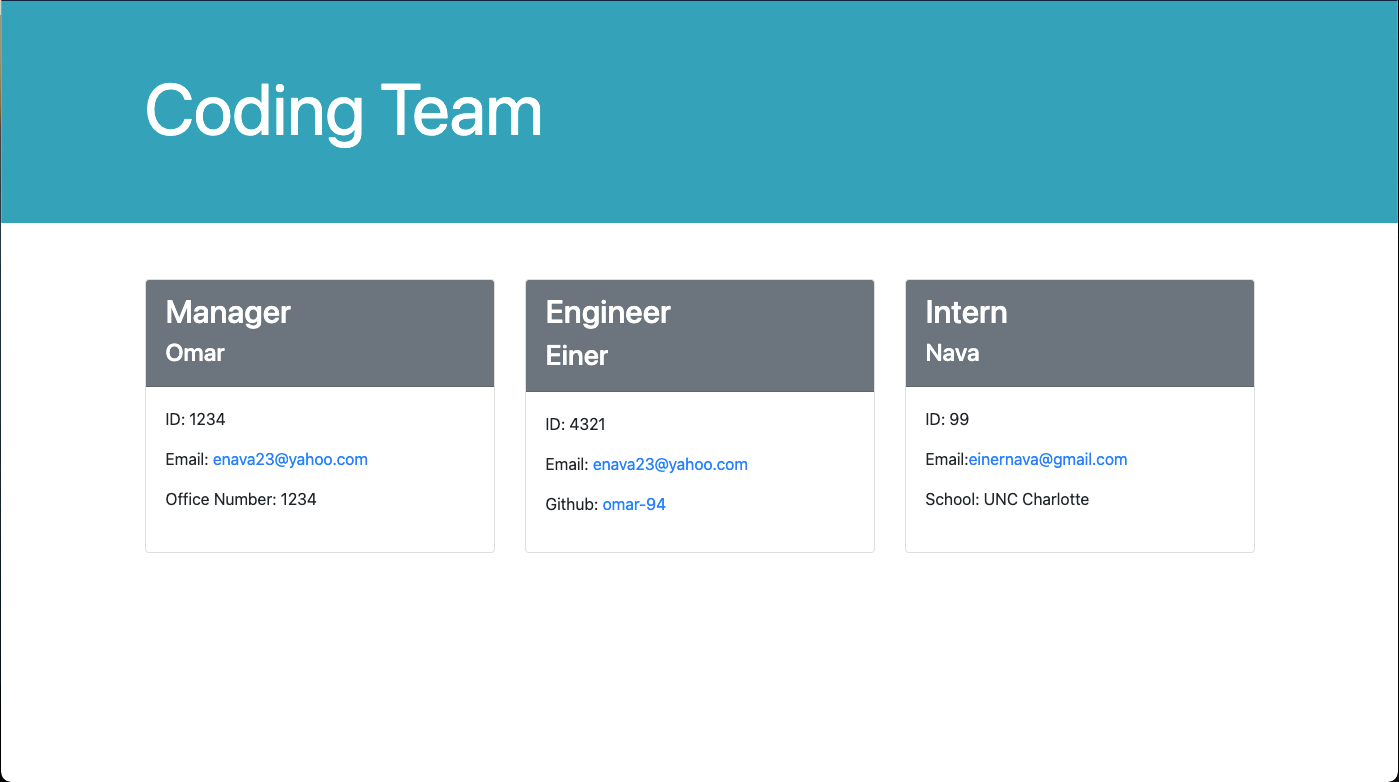 Coding Team
Manager
Omar
ID: 1234
Email: enava23@yahoo.com
Office Number: 1234
Engineer
Einer
ID: 4321
Email: enava23@yahoo.com
Github: omar-94
Intern
Nava
ID: 99
Email:einernava@gmail.com
School: UNC Charlotte